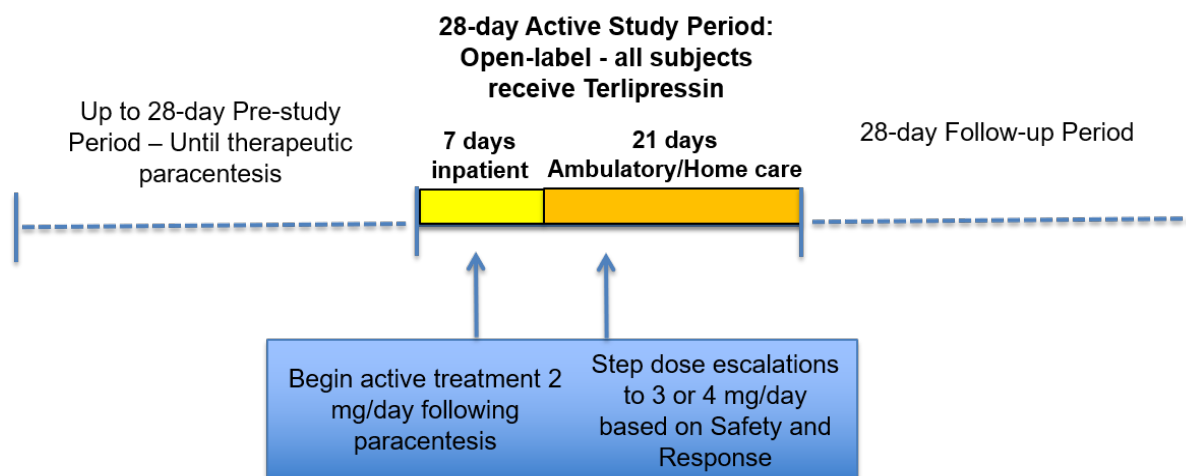 28-day Active Study Period:
Open-label - all subjects
receive Terlipressin
Up to 28-day Pre-study
Period – Until therapeutic
paracentesis
7 days
inpatient
21 days
Ambulatory/Home care
28-day Follow-up Period
Begin active treatment 2
mg/day following
paracentesis
Step dose escalations
to 3 or 4 mg/day
based on Safety and
Response